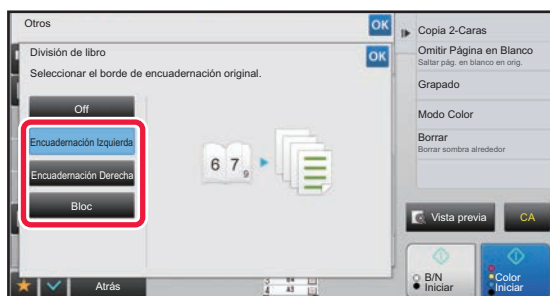 Otros
OK
División de libro
OK
Seleccionar el borde de encuadernación original.
Off
Encuadernación Izquierda
Encuadernación Derecha
Bloc
6 7 9
Atrás
Copia 2-Caras
Omitir Página en Blanco
Saltar pág. en blanco en orig.
Grapado
Modo Color
Borrar
Borrar sombra alrededor
Vista previa
CA
B/N
Iniciar
Color
Iniciar